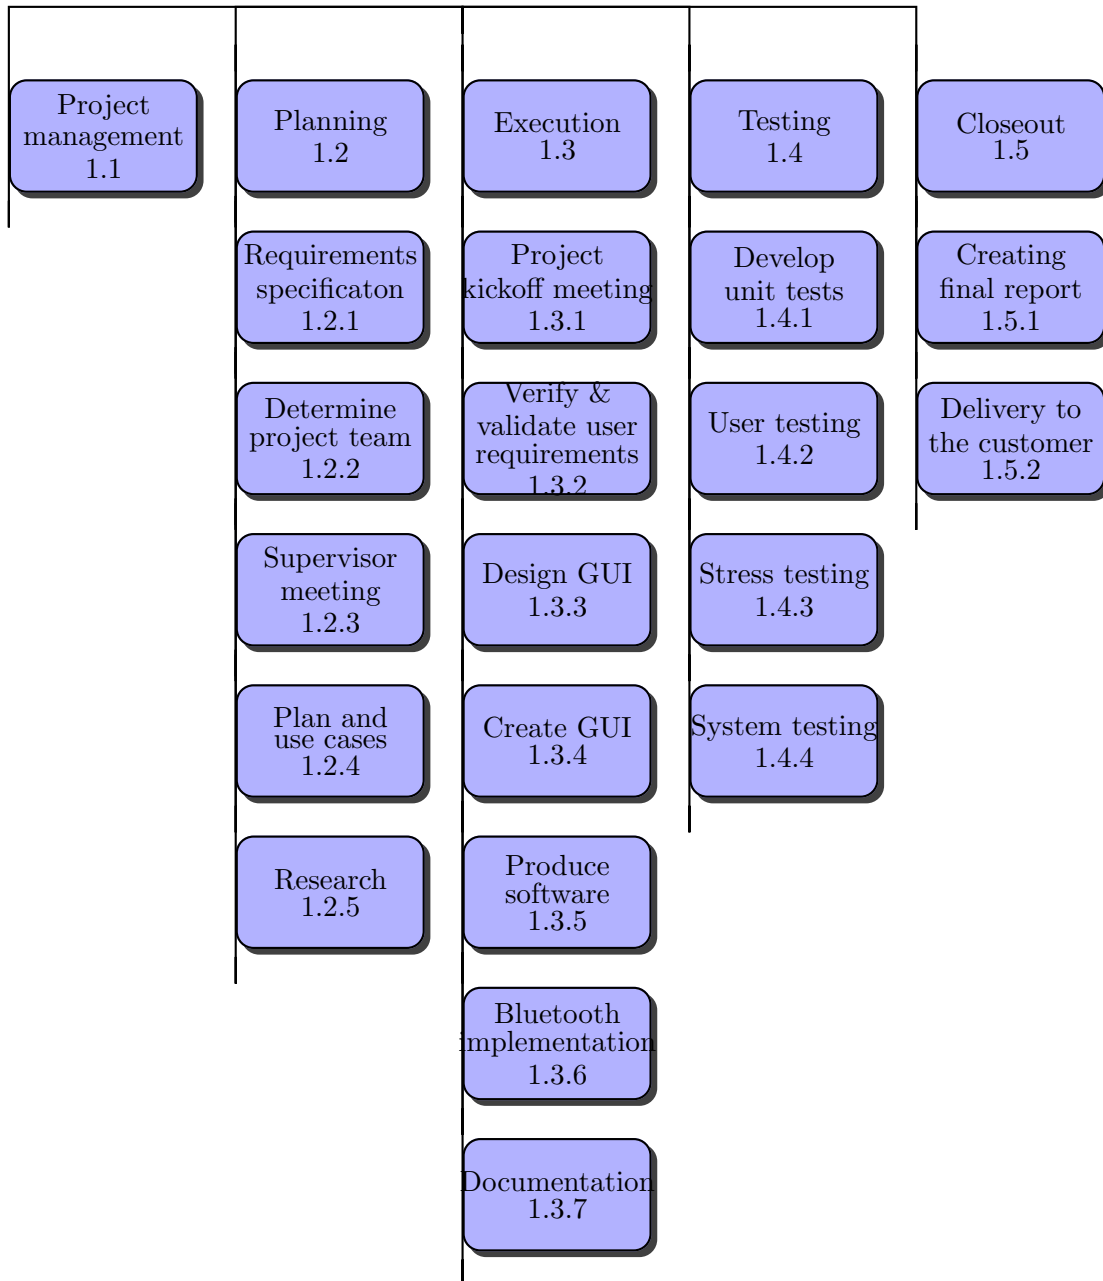 Project
management
1.1
Planning
1.2
Requirements
specificaton
1.2.1
Determine
project team
1.2.2
Supervisor
meeting
1.2.3
Plan and
use cases
1.2.4
Research
1.2.5
Execution
1.3
Project
kickoff meeting
1.3.1
Verify &
validate user
requirements
1.3.2
Design GUI
1.3.3
Create GUI
1.3.4
Produce
software
1.3.5
Bluetooth
implementation
1.3.6
Documentation
1.3.7
Testing
1.4
Develop
unit tests
1.4.1
User testing
1.4.2
Stress testing
1.4.3
System testing
1.4.4
Closeout
1.5
Creating
final report
1.5.1
Delivery to
the customer
1.5.2